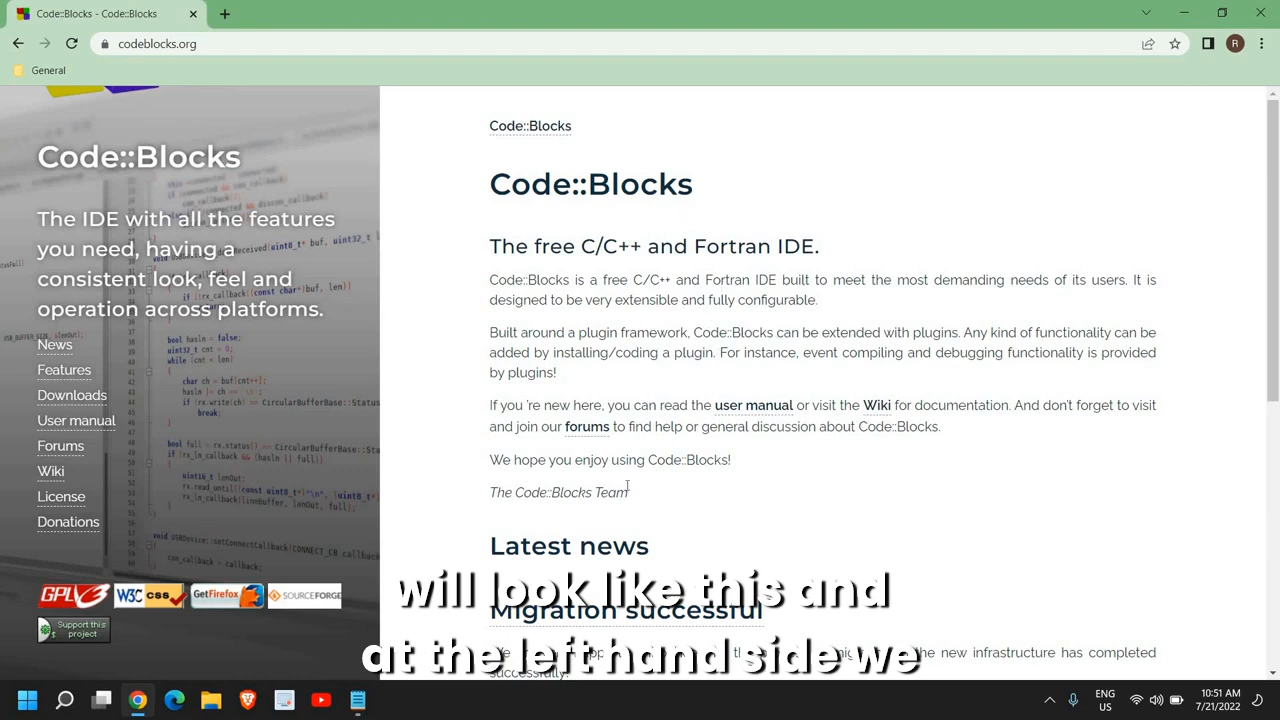 Code::Blocks - Code::Blocks
codeblocks.org
R
General
Code::Blocks
The IDE with all the features
you need, having a
consistent look, feel and
operation across platforms.
News
Features
Downloads
User manual
Forums
Wiki
License
Donations
GPLV3
W3C css
GetFirefox
SOURCEFORGE
Support this
project
Code::Blocks
Code::Blocks
The free C/C++ and Fortran IDE.
Code::Blocks is a free C/C++ and Fortran IDE built to meet the most demanding needs of its users. It is
designed to be very extensible and fully configurable.
Built around a plugin framework, Code::Blocks can be extended with plugins. Any kind of functionality can be
added by installing/coding a plugin. For instance, event compiling and debugging functionality is provided
by plugins!
If you 're new here, you can read the user manual or visit the Wiki for documentation. And don't forget to visit
and join our forums to find help or general discussion about Code::Blocks.
We hope you enjoy using Code::Blocks!
The Code::Blocks Team
Latest news
Migration successful
the new infrastructure has completed
successfully!
will look like this and
at the left hand side we
ENG
US
10:51 AM
7/21/2022